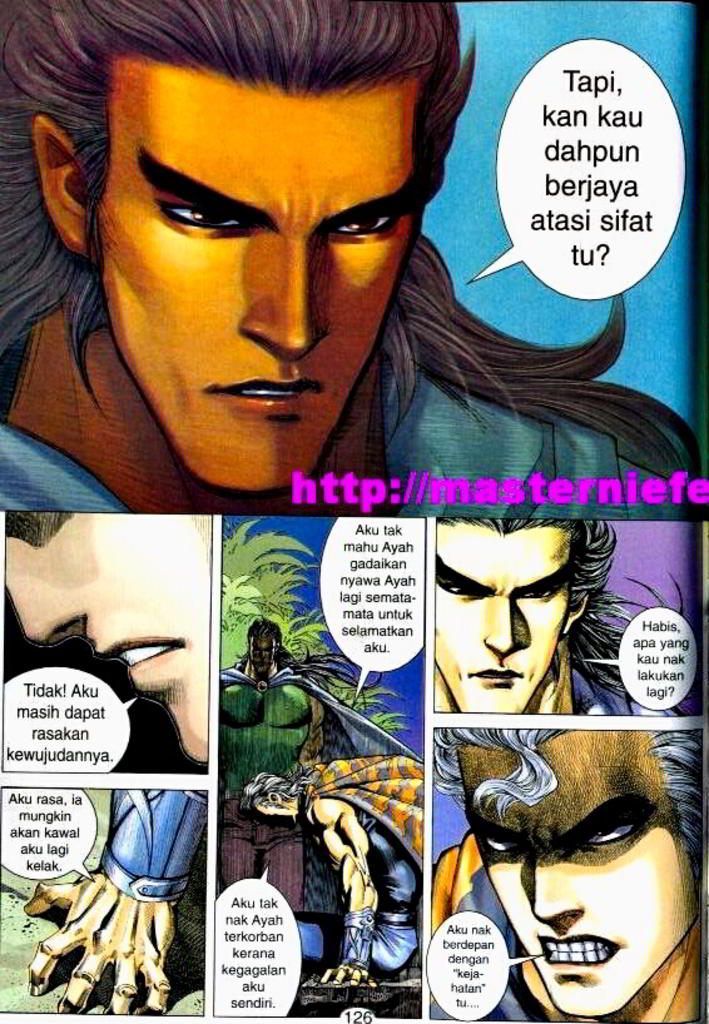 Tapi,
kan kau
dahpun
berjaya
atasi sifat
tu?
http://masterniefe
Tidak! Aku
masih dapat
rasakan
kewujudannya.
Aku rasa, ia
mungkin
akan kawal
aku lagi
kelak.
Aku tak
mahu Ayah
gadaikan
nyawa Ayah
lagi semata-
mata untuk
selamatkan
aku.
Aku tak
nak Ayah
terkorban
kerana
kegagalan
aku
sendiri.
Habis,
apa yang
kau nak
lakukan
lagi?
Aku nak
berdepan
dengan
"keja-
hatan"
tu....
126